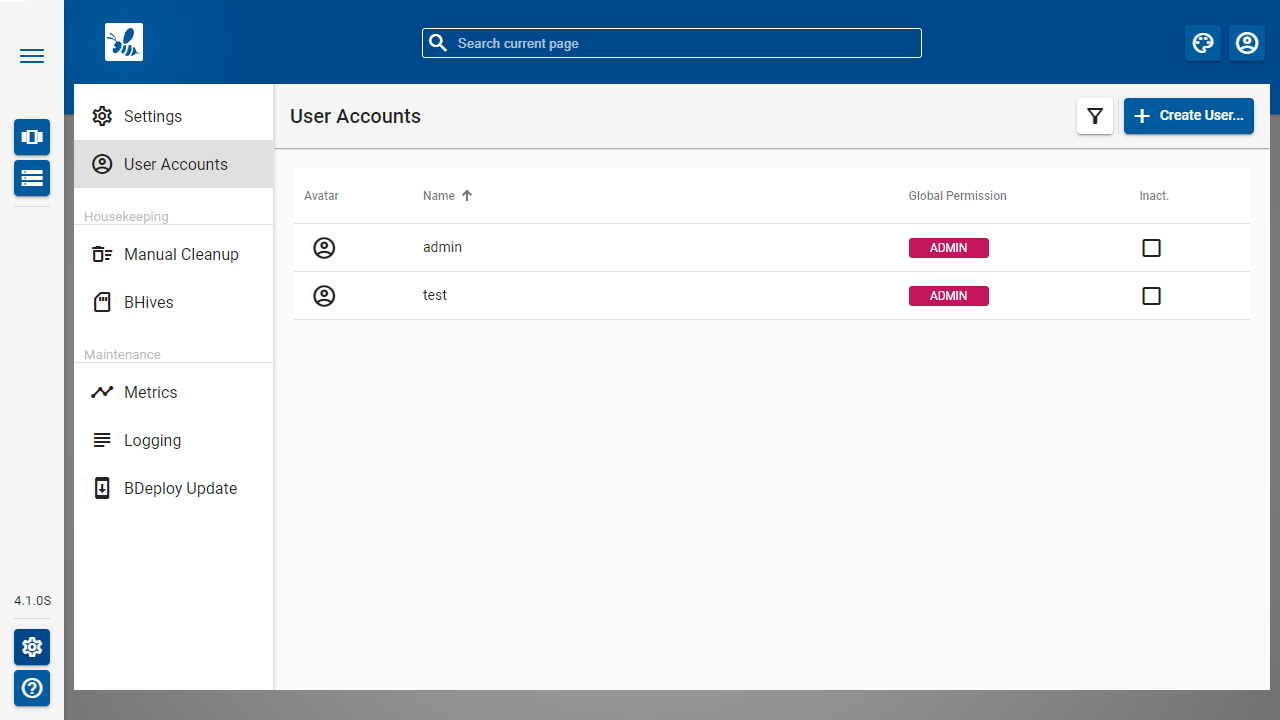 Search current page
Settings
User Accounts
Housekeeping
Manual Cleanup
BHives
Maintenance
Metrics
Logging
BDeploy Update
4.1.0S
User Accounts
Create User...
Avatar Name Global Permission Inact.
admin ADMIN
test ADMIN